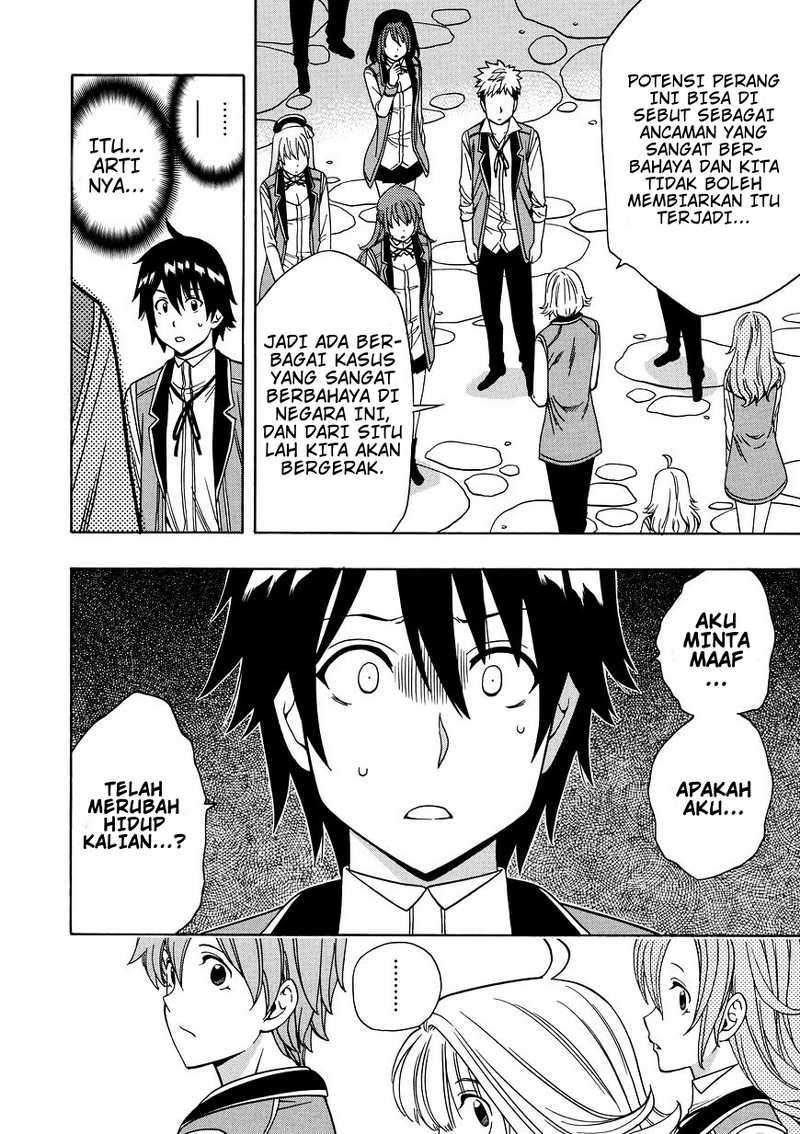 POTENSI PERANG
INI BISA DI
SEBUT SEBAGAI
ANCAMAN YANG
SANGAT BER-
BAHAYA DAN KITA
TIDAK BOLEH
MEMBIARKAN ITU
TERJADI...
JADI ADA BER-
BAGAI KASUS
YANG SANGAT
BERBAHAYA DI
NEGARA INI,
DAN DARI SITU
LAH KITA AKAN
BERGERAK.
......
ITU...
ARTI
NYA...
AKU
MINTA
MAAF
...
APAKAH
AKU...
TELAH
MERUBAH
HIDUP
KALIAN...?
......